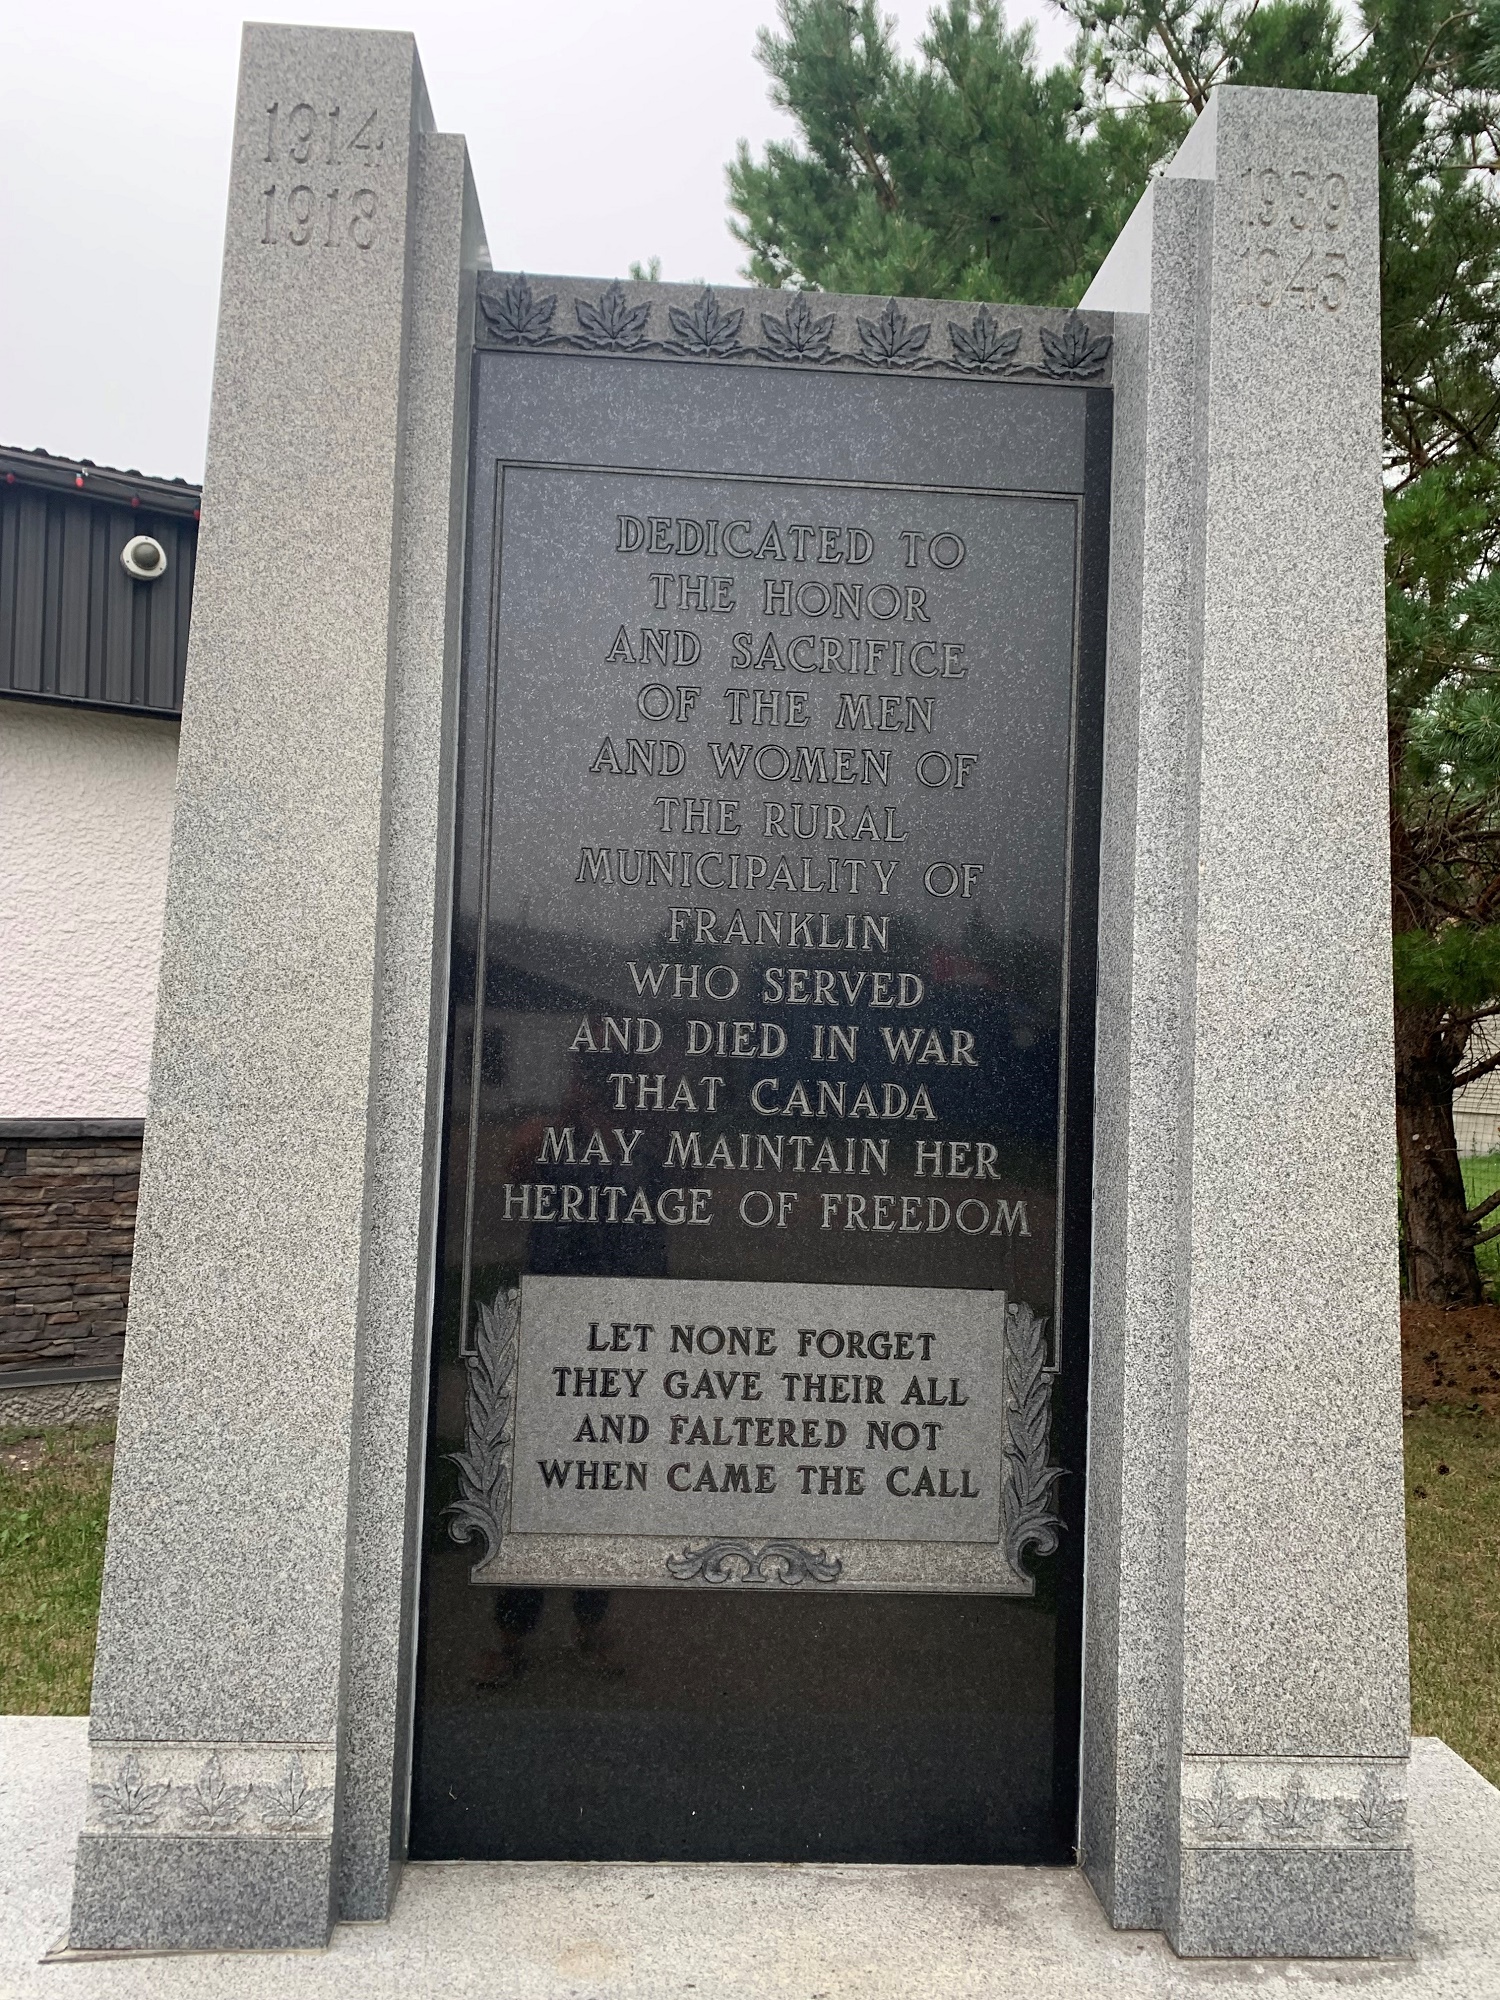 1914
1918
1939
1945
DEDICATED TO
THE HONOR
AND SACRIFICE
OF THE MEN
AND WOMEN OF
THE RURAL
MUNICIPALITY OF
FRANKLIN
WHO SERVED
AND DIED IN WAR
THAT CANADA
MAY MAINTAIN HER
HERITAGE OF FREEDOM
LET NONE FORGET
THEY GAVE THEIR ALL
AND FALTERED NOT
WHEN CAME THE CALL